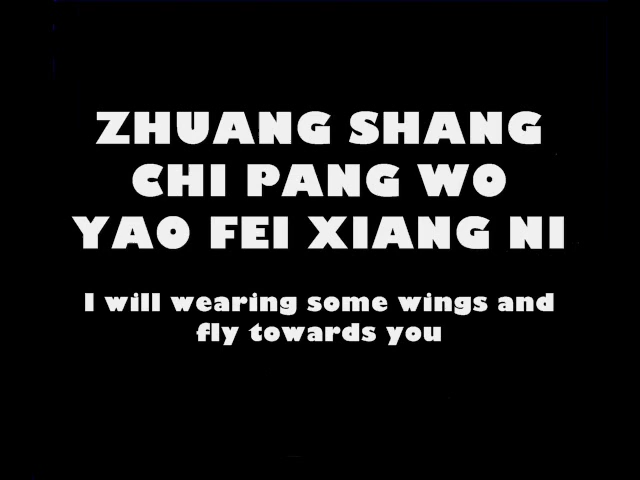 ZHUANG SHANG
CHI PANG WO
YAO FEI XIANG NI
I will wearing some wings and
fly towards you